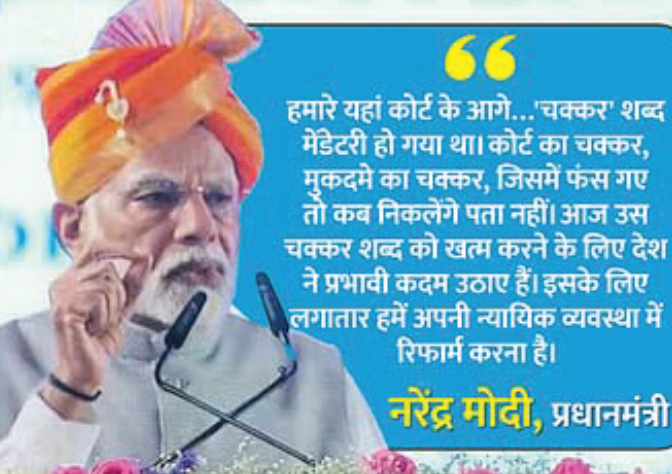 हमारे यहां कोर्ट के आगे...'चक्कर' शब्द
मेंडेटरी हो गया था। कोर्ट का चक्कर,
मुकदमे का चक्कर, जिसमें फंस गए
तो कब निकलेंगे पता नहीं। आज उस
चक्कर शब्द को खत्म करने के लिए देश
ने प्रभावी कदम उठाए हैं। इसके लिए
लगातार हमें अपनी न्यायिक व्यवस्था में
रिफार्म करना है।
नरेंद्र मोदी, प्रधानमंत्री